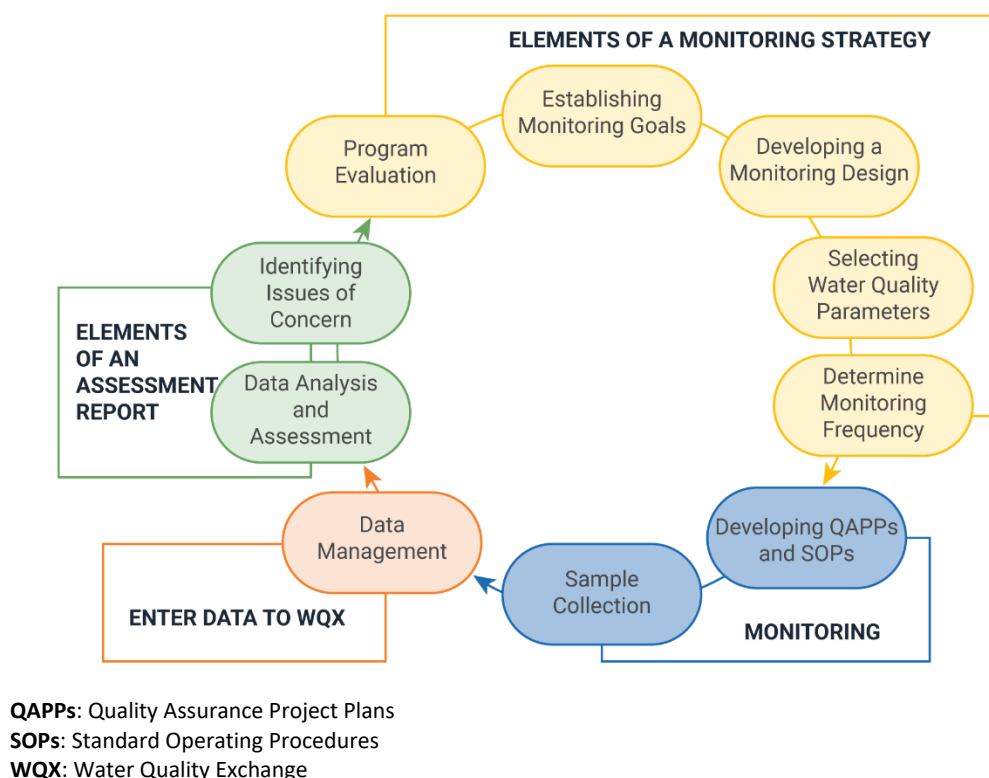 ELEMENTS OF A MONITORING STRATEGY
Establishing
Monitoring Goals
Developing a
Monitoring Design
Selecting
Water Quality
Parameters
Determine
Monitoring
Frequency
Developing QAPPs
and SOPs
Sample
Collection
MONITORING
Data
Management
ENTER DATA TO WQX
Data Analysis
and
Assessment
Identifying
Issues of
Concern
ELEMENTS
OF AN
ASSESSMENT
REPORT
Program
Evaluation
QAPPs: Quality Assurance Project Plans
SOPs: Standard Operating Procedures
WQX: Water Quality Exchange